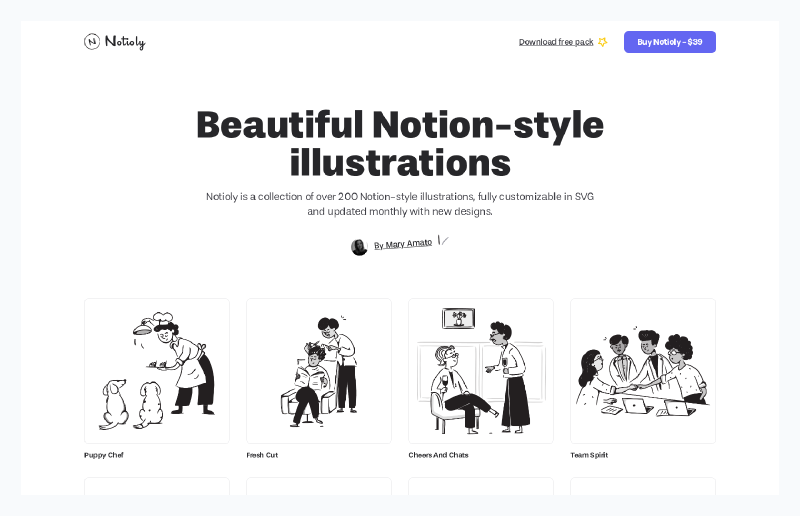 N Notioly
Download free pack
Buy Notioly - $39
Beautiful Notion-style
illustrations
Notioly is a collection of over 200 Notion-style illustrations, fully customizable in SVG
and updated monthly with new designs.
By Mary Amato
Puppy Chef
Fresh Cut
Cheers And Chats
Team Spirit